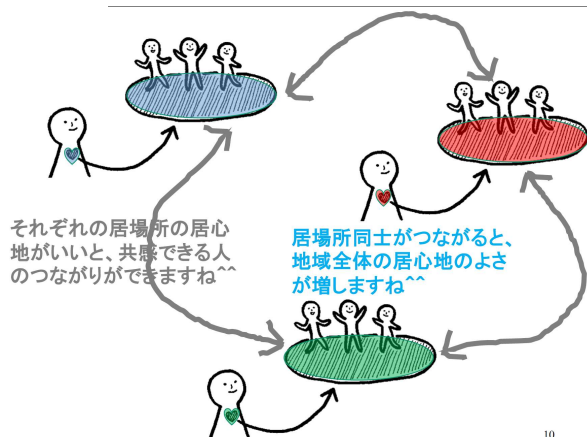 それぞれの居場所の居心
地がいいと、共感できる人
のつながりができますね^^
居場所同士がつながると、
地域全体の居心地のよさ
が増しますね^^
10